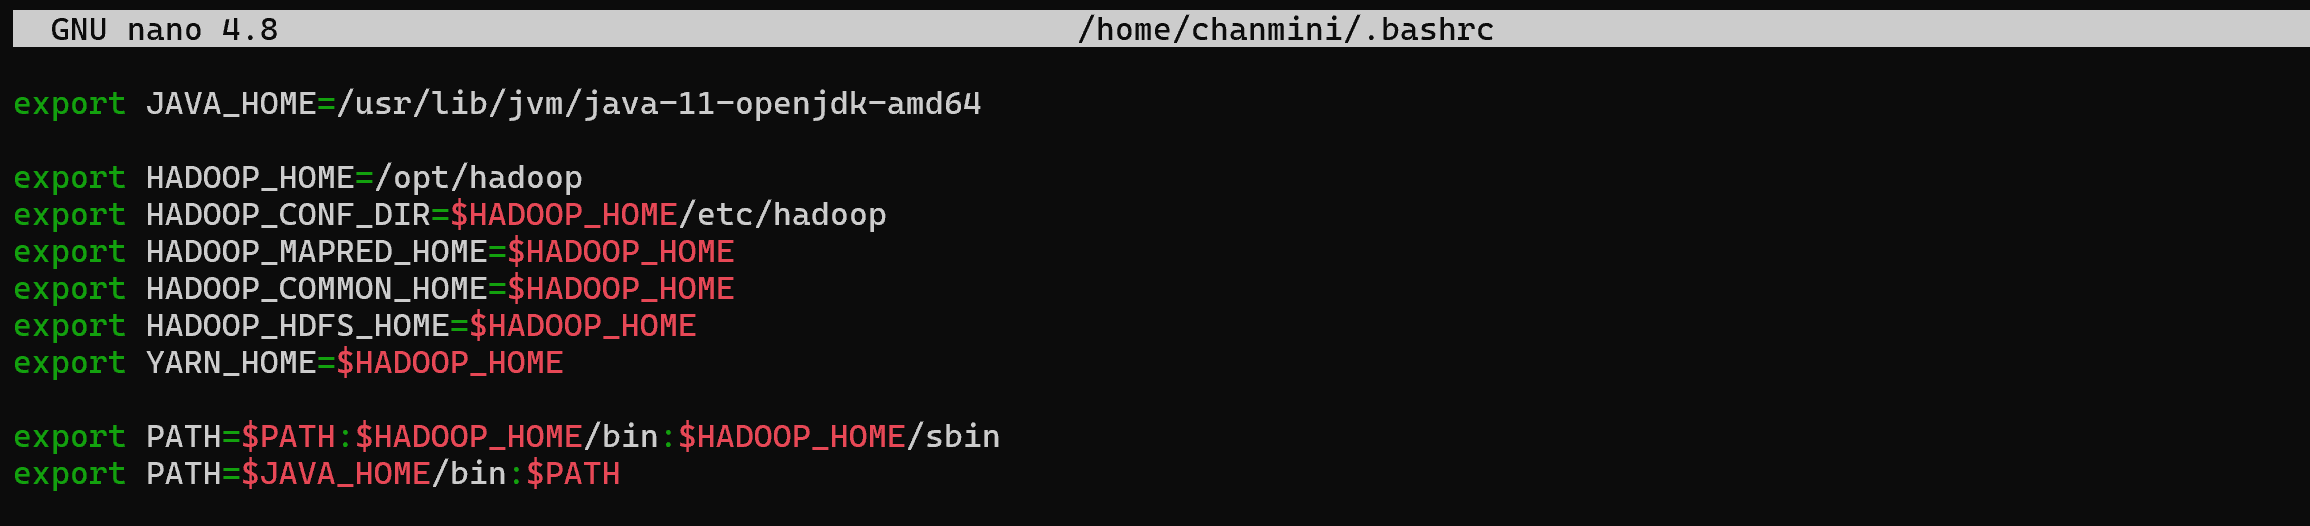 GNU nano 4.8 /home/chanmini/.bashrc
export JAVA_HOME=/usr/lib/jvm/java-11-openjdk-amd64
export HADOOP_HOME=/opt/hadoop
export HADOOP_CONF_DIR=$HADOOP_HOME/etc/hadoop
export HADOOP_MAPRED_HOME=$HADOOP_HOME
export HADOOP_COMMON_HOME=$HADOOP_HOME
export HADOOP_HDFS_HOME=$HADOOP_HOME
export YARN_HOME=$HADOOP_HOME
export PATH=$PATH:$HADOOP_HOME/bin:$HADOOP_HOME/sbin
export PATH=$JAVA_HOME/bin:$PATH